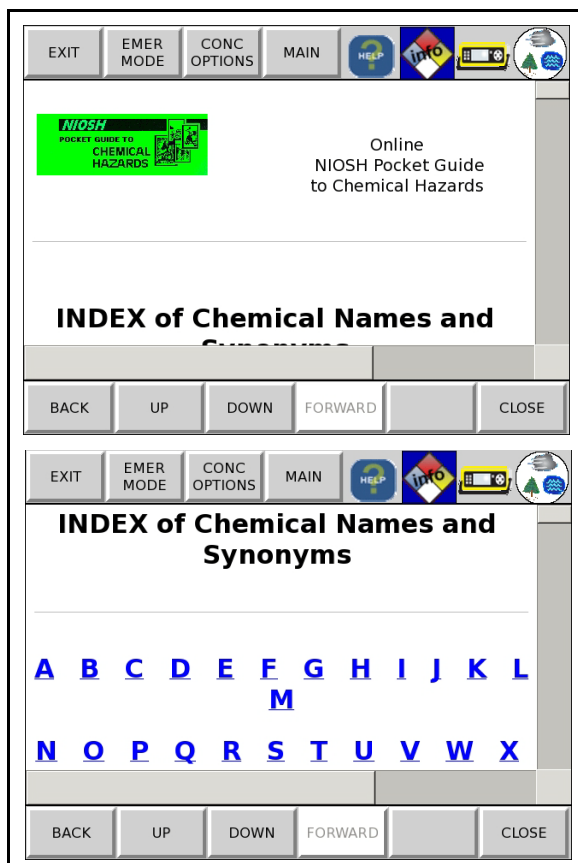 EXIT
EMER MODE
CONC OPTIONS
MAIN
HELP
info
NIOSH
POCKET GUIDE TO
CHEMICAL
HAZARDS
Online
NIOSH Pocket Guide
to Chemical Hazards
INDEX of Chemical Names and
Synonyms
BACK UP DOWN FORWARD CLOSE
EXIT
EMER MODE
CONC OPTIONS
MAIN
HELP
info
INDEX of Chemical Names and
Synonyms
A B C D E F G H I J K L
M
N O P Q R S T U V W X
BACK UP DOWN FORWARD CLOSE